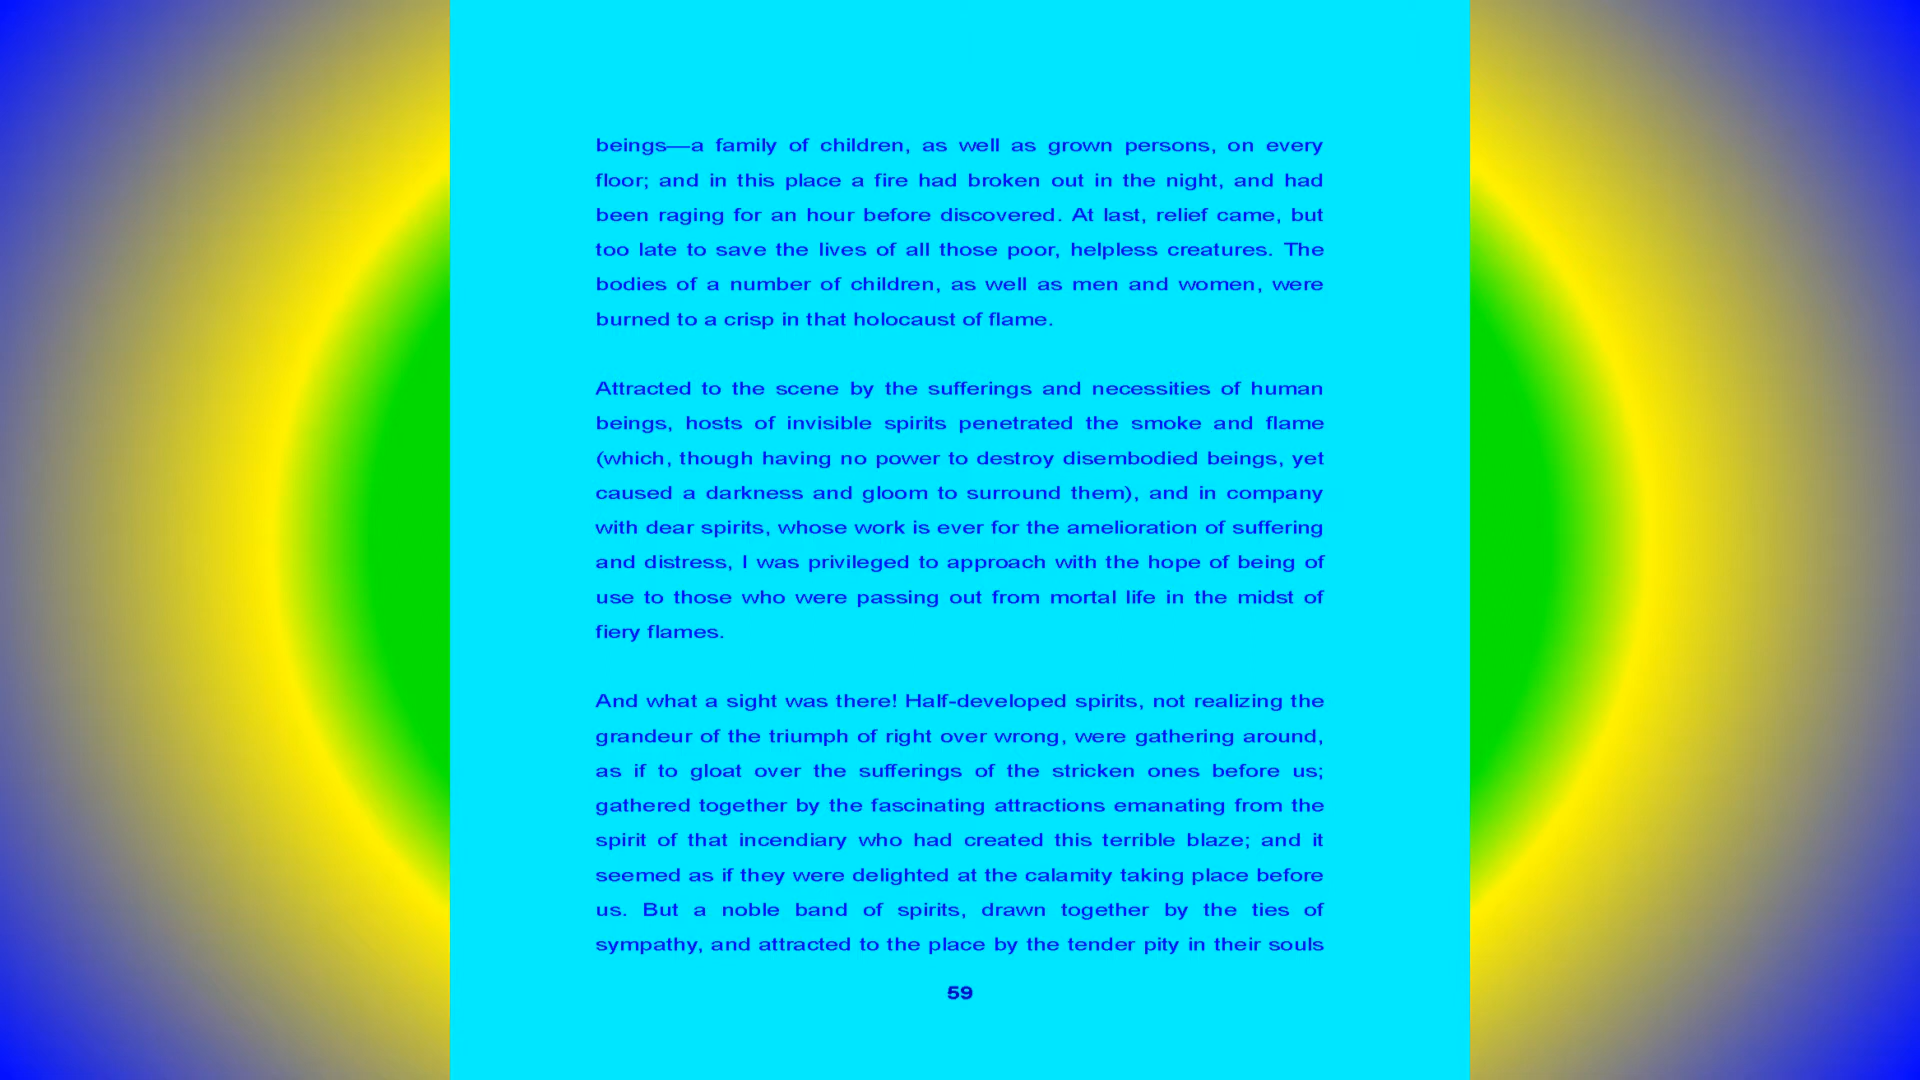 beings—a family of children, as well as grown persons, on every
floor; and in this place a fire had broken out in the night, and had
been raging for an hour before discovered. At last, relief came, but
too late to save the lives of all those poor, helpless creatures. The
bodies of a number of children, as well as men and women, were
burned to a crisp in that holocaust of flame.
Attracted to the scene by the sufferings and necessities of human
beings, hosts of invisible spirits penetrated the smoke and flame
(which, though having no power to destroy disembodied beings, yet
caused a darkness and gloom to surround them), and in company
with dear spirits, whose work is ever for the amelioration of suffering
and distress, I was privileged to approach with the hope of being of
use to those who were passing out from mortal life in the midst of
fiery flames.
And what a sight was there! Half-developed spirits, not realizing the
grandeur of the triumph of right over wrong, were gathering around,
as if to gloat over the sufferings of the stricken ones before us;
gathered together by the fascinating attractions emanating from the
spirit of that incendiary who had created this terrible blaze; and it
seemed as if they were delighted at the calamity taking place before
us. But a noble band of spirits, drawn together by the ties of
sympathy, and attracted to the place by the tender pity in their souls
59